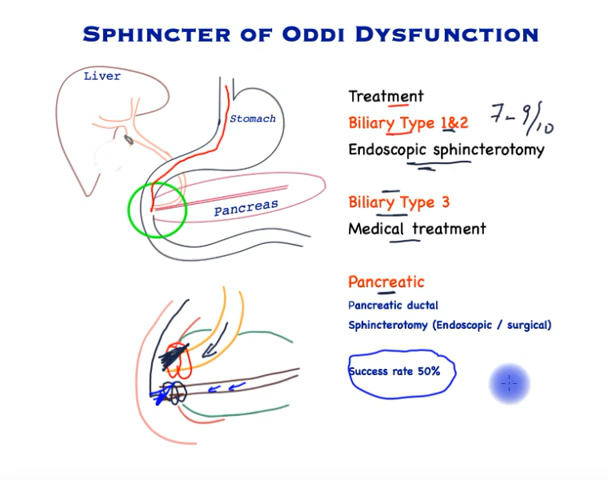 SPHINCTER OF ODDI DYSFUNCTION
Liver
Stomach
Pancreas
Treatment
Biliary Type 1&2
7-9/10
Endoscopic sphincterotomy
Biliary Type 3
Medical treatment
Pancreatic
Pancreatic ductal
Sphincterotomy (Endoscopic / surgical)
Success rate 50%